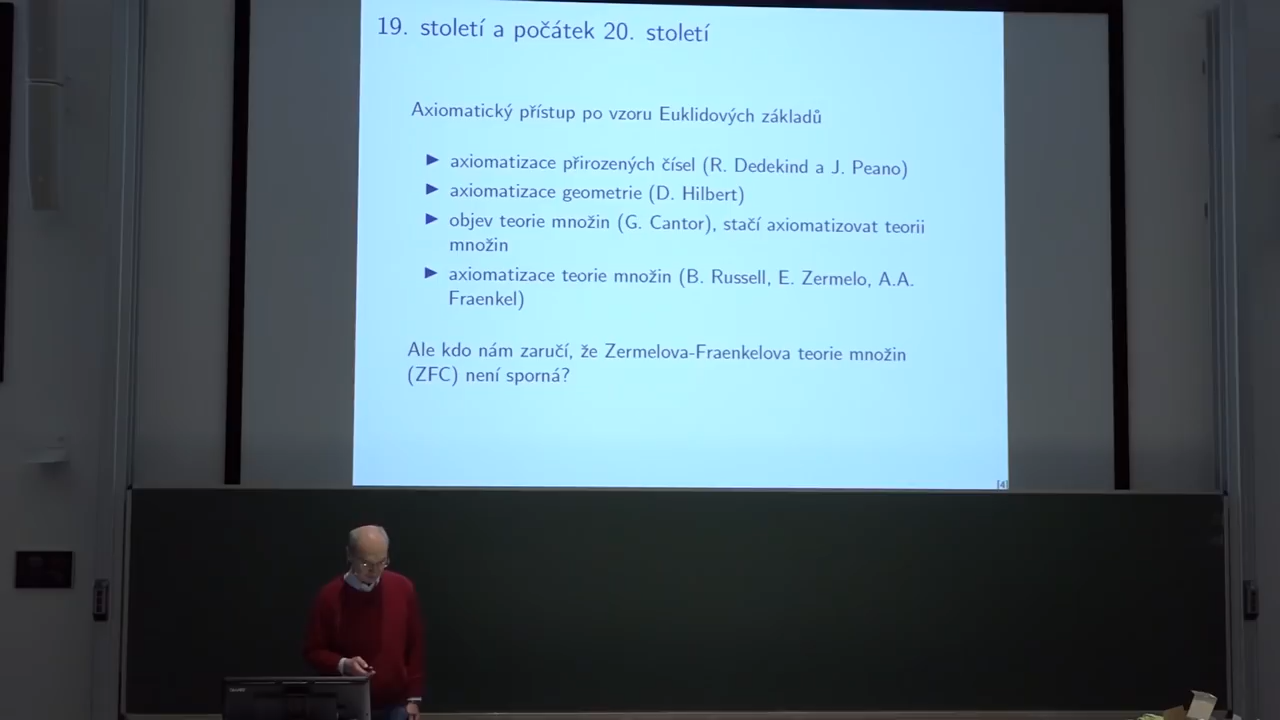 19. století a počátek 20. století
Axiomatický přístup po vzoru Euklidových základů
▶ axiomatizace přirozených čísel (R. Dedekind a J. Peano)
▶ axiomatizace geometrie (D. Hilbert)
▶ objev teorie množin (G. Cantor), stačí axiomatizovat teorii
množin
▶ axiomatizace teorie množin (B. Russell, E. Zermelo, A.A.
Fraenkel)
Ale kdo nám zaručí, že Zermelova-Fraenkelova teorie množin
(ZFC) není sporná?
[4]